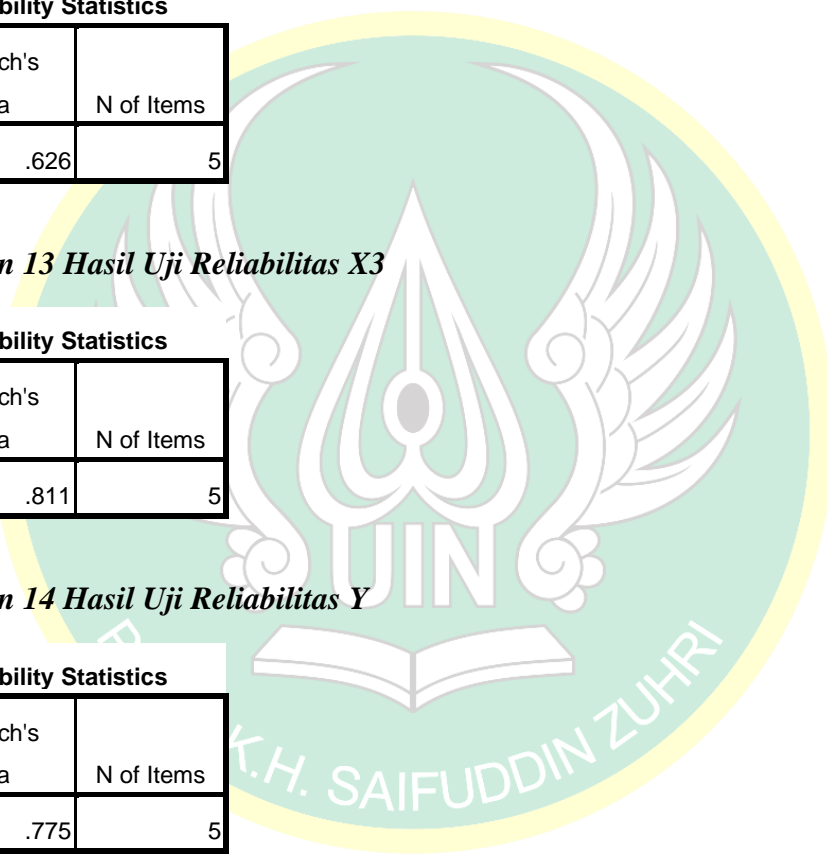 bility Statistics
ch's
a N of Items
.626 5
n 13 Hasil Uji Reliabilitas X3
bility Statistics
ch's
a N of Items
.811 5
UIN
n 14 Hasil Uji Reliabilitas Y
bility Statistics
ch's
a N of Items
.775 5
K.H. SAIFUDDIN ZUHRI